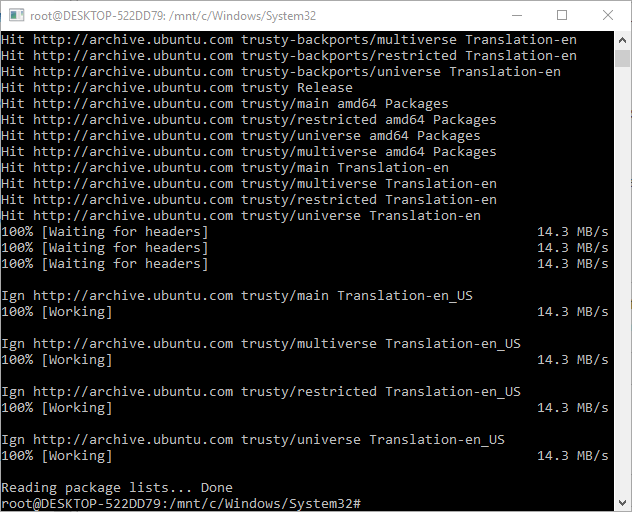 root@DESKTOP-522DD79: /mnt/c/Windows/System32
Hit http://archive.ubuntu.com trusty-backports/multiverse Translation-en
Hit http://archive.ubuntu.com trusty-backports/restricted Translation-en
Hit http://archive.ubuntu.com trusty-backports/universe Translation-en
Hit http://archive.ubuntu.com trusty Release
Hit http://archive.ubuntu.com trusty/main amd64 Packages
Hit http://archive.ubuntu.com trusty/restricted amd64 Packages
Hit http://archive.ubuntu.com trusty/universe amd64 Packages
Hit http://archive.ubuntu.com trusty/multiverse amd64 Packages
Hit http://archive.ubuntu.com trusty/main Translation-en
Hit http://archive.ubuntu.com trusty/multiverse Translation-en
Hit http://archive.ubuntu.com trusty/restricted Translation-en
Hit http://archive.ubuntu.com trusty/universe Translation-en
100% [Waiting for headers] 14.3 MB/s
100% [Waiting for headers] 14.3 MB/s
100% [Waiting for headers] 14.3 MB/s
Ign http://archive.ubuntu.com trusty/main Translation-en_US
100% [Working] 14.3 MB/s
Ign http://archive.ubuntu.com trusty/multiverse Translation-en_US
100% [Working] 14.3 MB/s
Ign http://archive.ubuntu.com trusty/restricted Translation-en_US
100% [Working] 14.3 MB/s
Ign http://archive.ubuntu.com trusty/universe Translation-en_US
100% [Working] 14.3 MB/s
Reading package lists... Done
root@DESKTOP-522DD79:/mnt/c/Windows/System32#